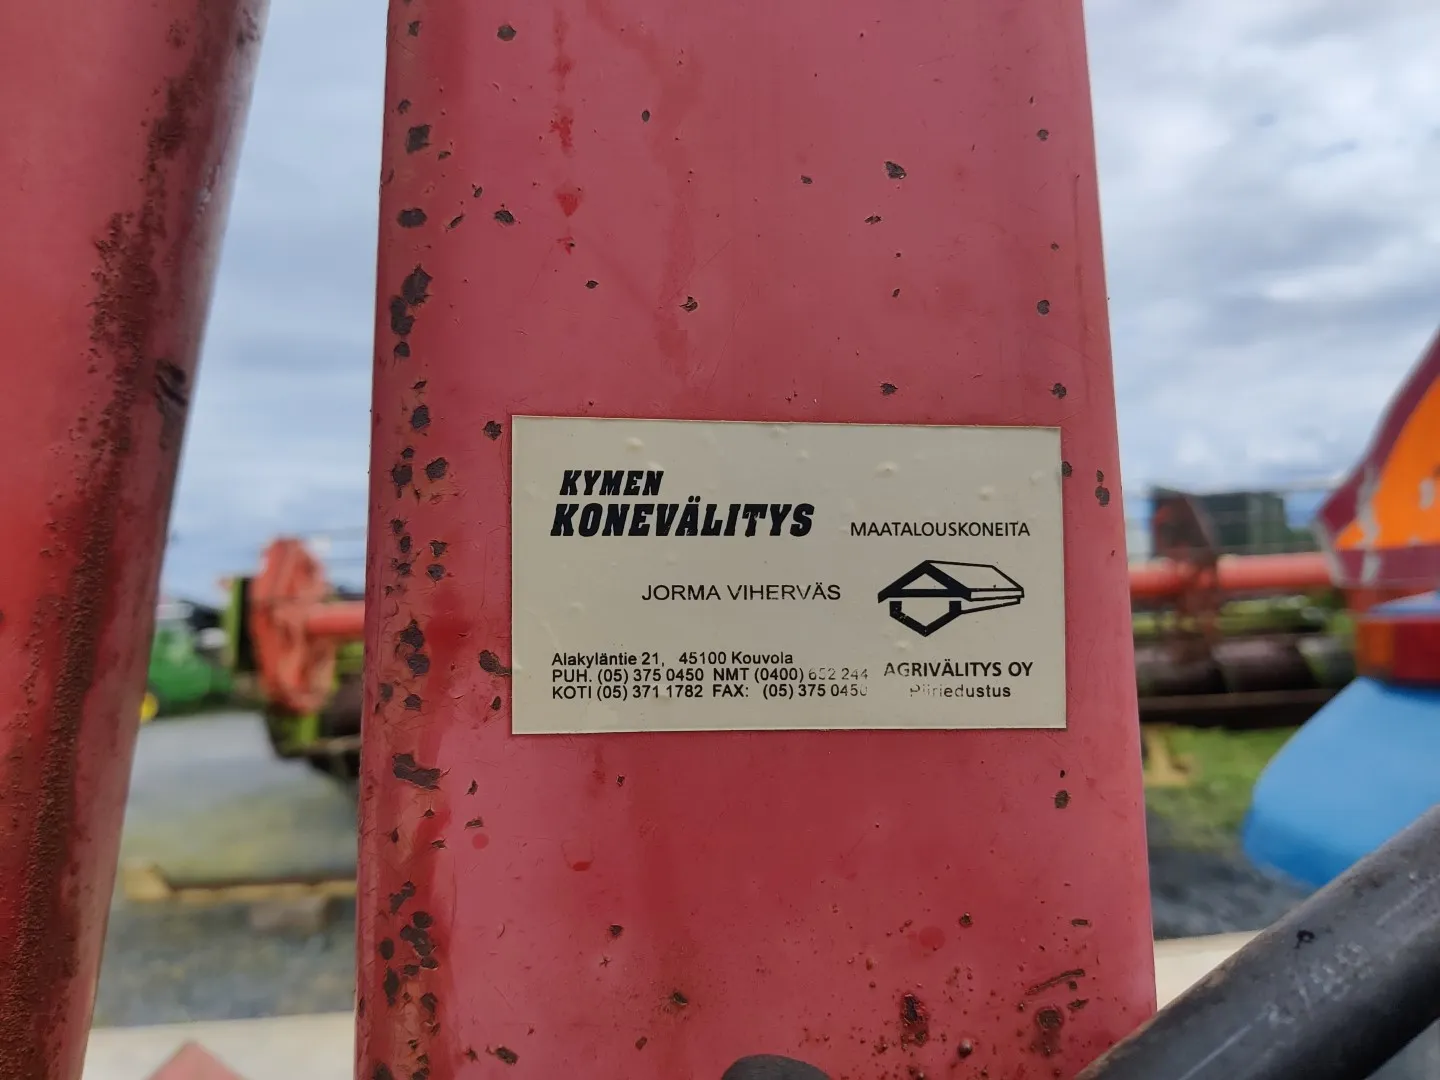 KYMEN
KONEVÄLITYS
MAATALOUSKONEITA
JORMA VIHERVÄS
Alakyläntie 21, 45100 Kouvola
PUH. (05) 375 0450 NMT (0400) 652 244
KOTI (05) 371 1782 FAX: (05) 375 0450
AGRIVÄLITYS OY
Piiriedustus